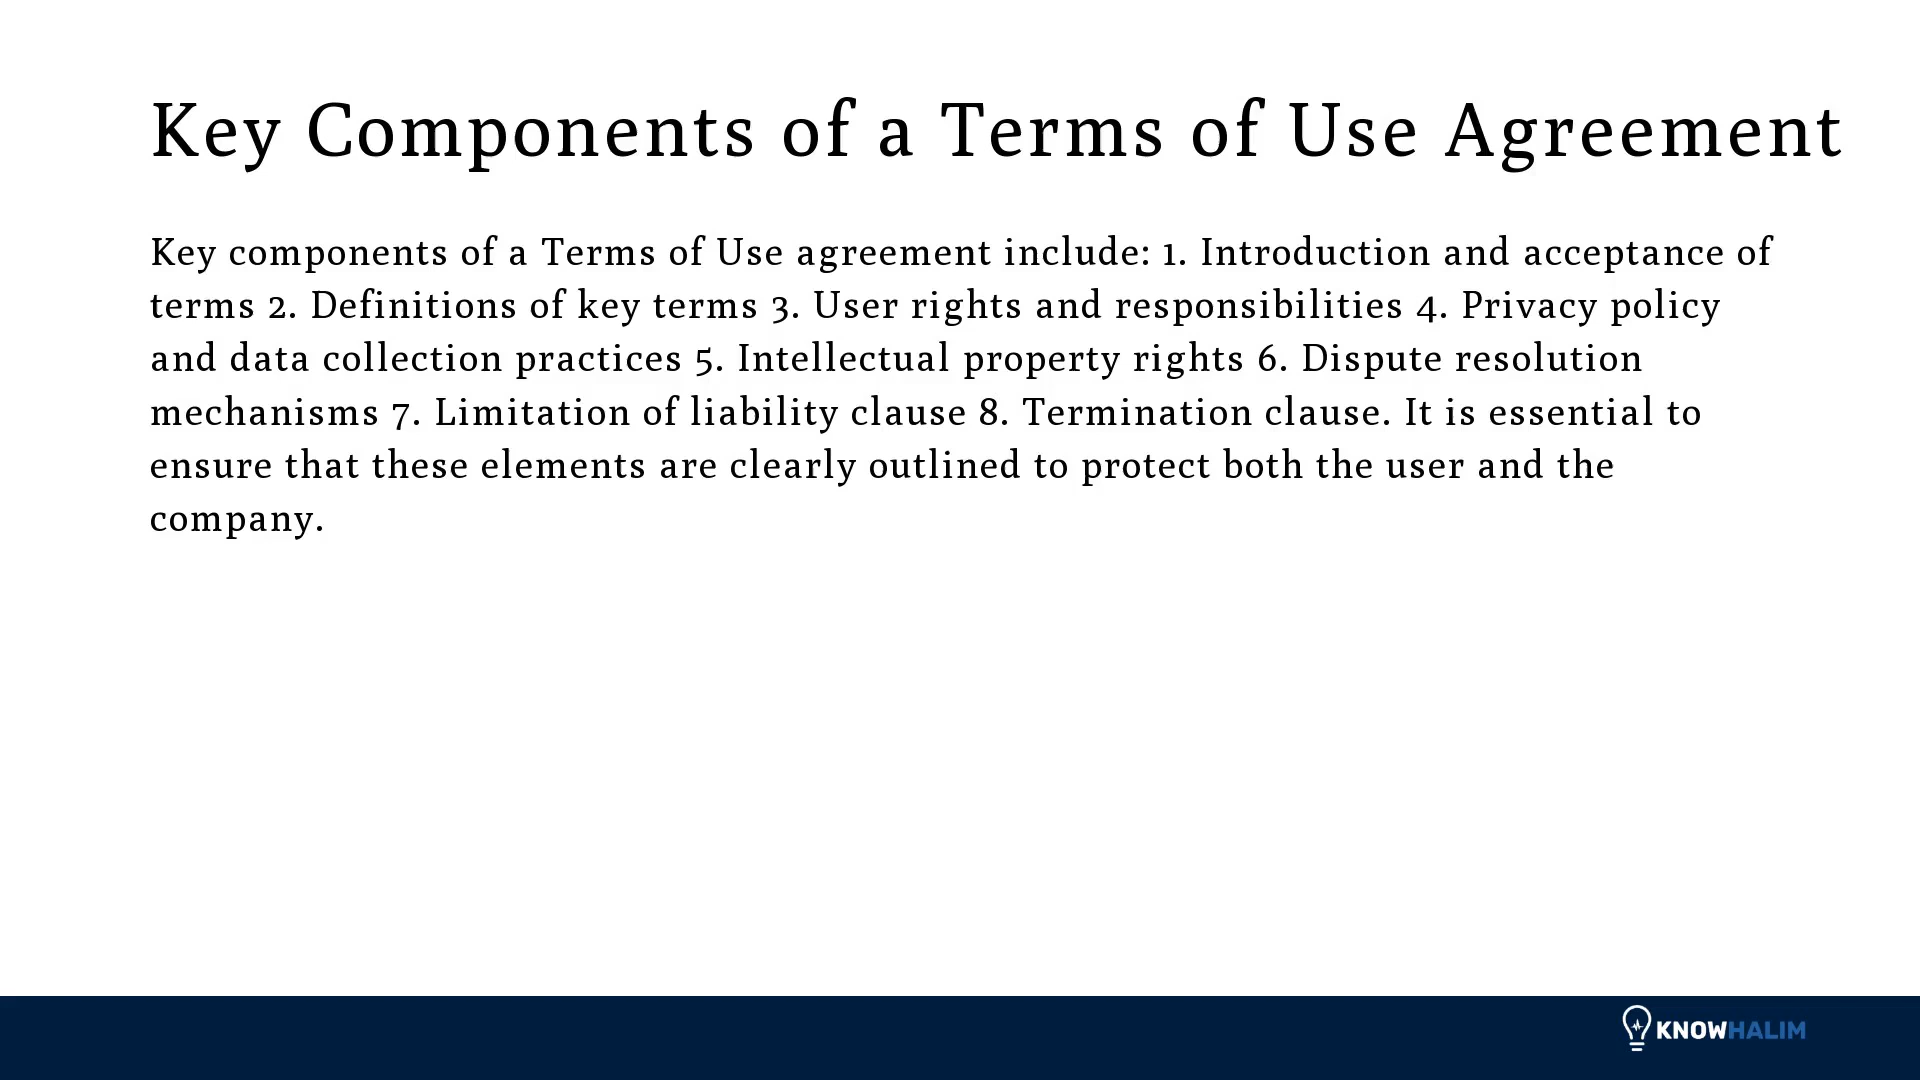 Key Components of a Terms of Use Agreement
Key components of a Terms of Use agreement include: 1. Introduction and acceptance of
terms 2. Definitions of key terms 3. User rights and responsibilities 4. Privacy policy
and data collection practices 5. Intellectual property rights 6. Dispute resolution
mechanisms 7. Limitation of liability clause 8. Termination clause. It is essential to
ensure that these elements are clearly outlined to protect both the user and the
company.
KNOWHALIM